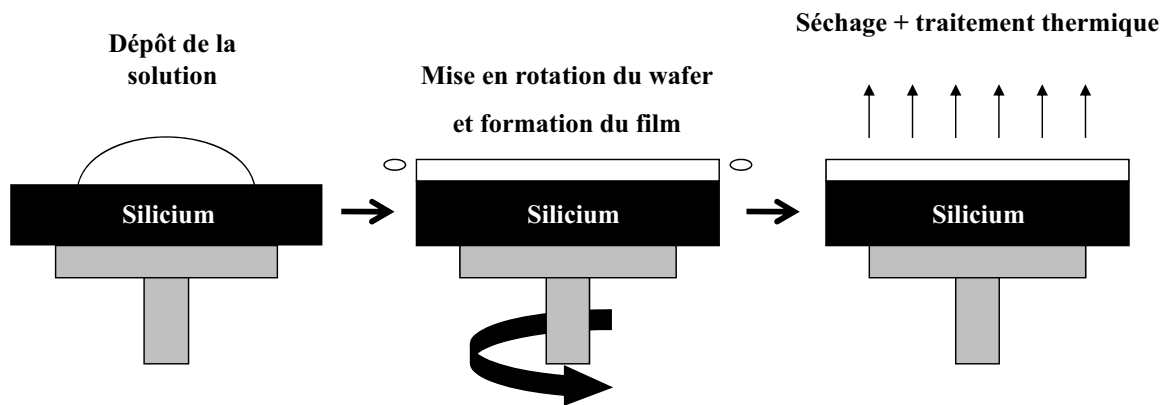 Dépôt de la
solution
Silicium
Mise en rotation du wafer
et formation du film
Silicium
Séchage + traitement thermique
Silicium